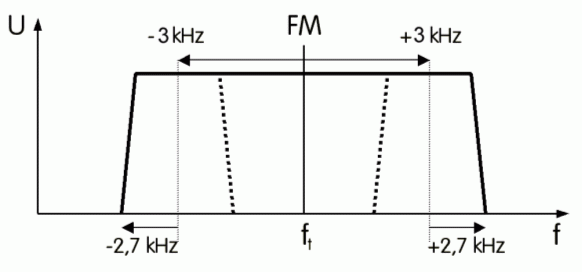 U
FM
- 3 kHz
+3 kHz
-2,7 kHz
fₜ
+2,7 kHz
f